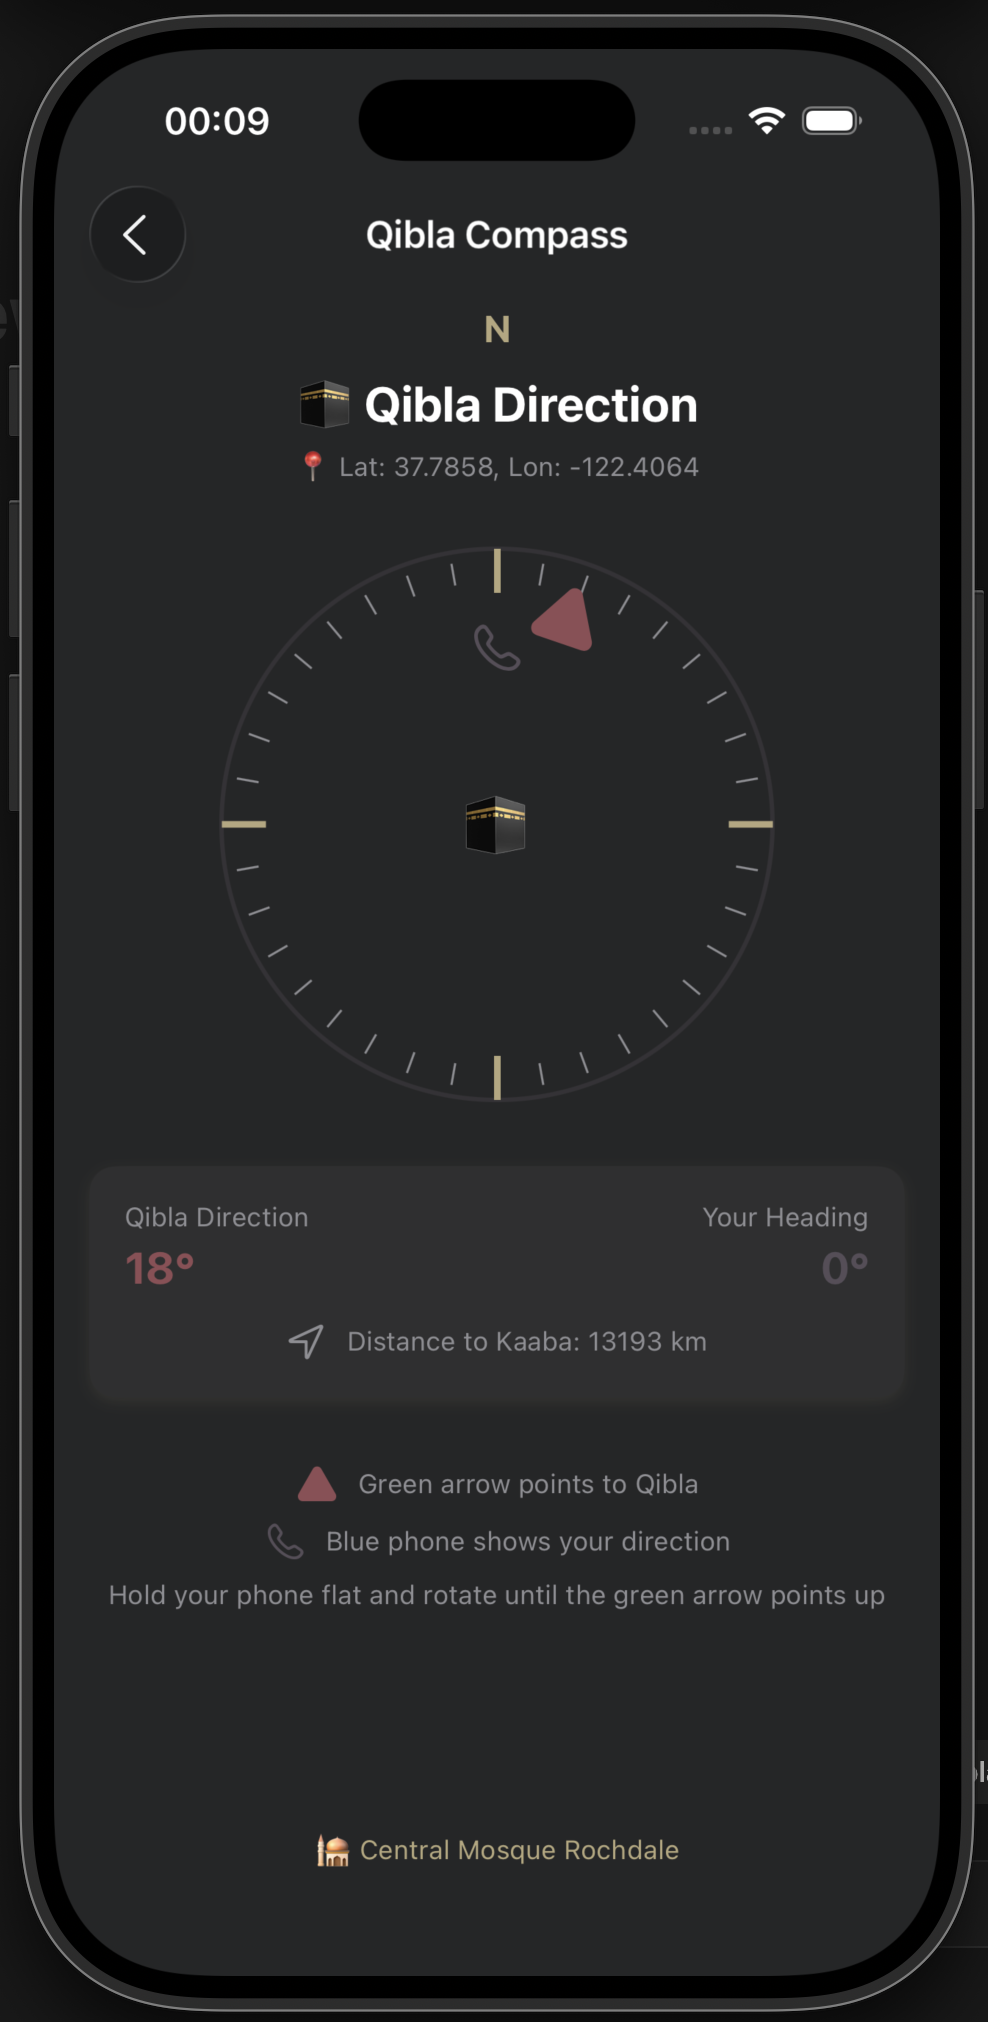 00:09
Qibla Compass
N
Qibla Direction
Lat: 37.7858, Lon: -122.4064
Qibla Direction
Your Heading
18°
0°
Distance to Kaaba: 13193 km
Green arrow points to Qibla
Blue phone shows your direction
Hold your phone flat and rotate until the green arrow points up
Central Mosque Rochdale